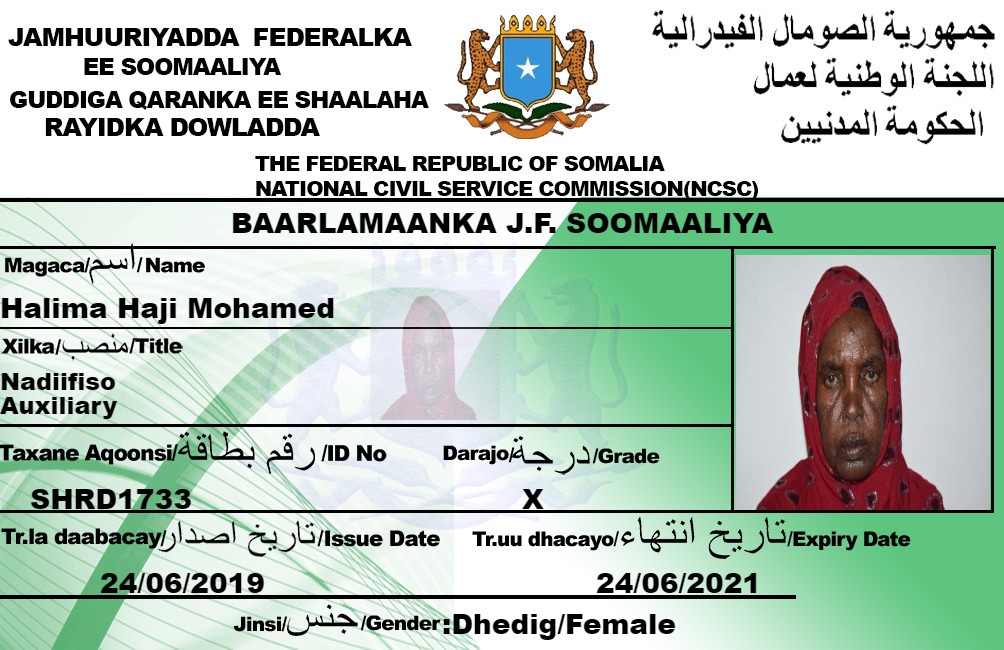 JAMHUURIYADDA FEDERALKA
EE SOOMAALIYA
GUDDIGA QARANKA EE SHAALAHA
RAYIDKA DOWLADDA
جمهورية الصومال الفيدرالية
اللجنة الوطنية لعمال
الحكومة المدنيين
THE FEDERAL REPUBLIC OF SOMALIA
NATIONAL CIVIL SERVICE COMMISSION(NCSC)
BAARLAMAANKA J.F. SOOMAALIYA
Magaca/اسم/Name
Halima Haji Mohamed
Xilka/منصب/Title
Nadiifiso
Auxiliary
Taxane Aqoonsi/رقم بطاقة/ID No
Darajo/درجة/Grade
SHRD1733
X
Tr.la daabacay/تاريخ اصدار/Issue Date
Tr.uu dhacayo/تاريخ انتهاء/Expiry Date
24/06/2019
24/06/2021
Jinsi/جنس/Gender:Dhedig/Female